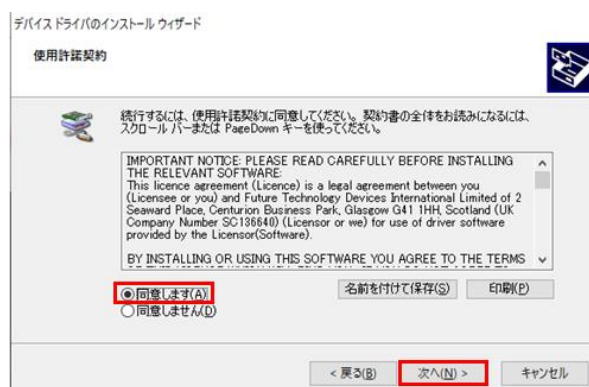 デバイスドライバのインストール ウィザード
使用許諾契約
続行するには、使用許諾契約に同意してください。契約書の全体をお読みになるには、
スクロール バーまたは PageDown キーを使ってください。
IMPORTANT NOTICE: PLEASE READ CAREFULLY BEFORE INSTALLING
THE RELEVANT SOFTWARE:
This licence agreement (Licence) is a legal agreement between you
(Licensee or you) and Future Technology Devices International Limited of 2
Seaward Place, Centurion Business Park, Glasgow G41 1HH, Scotland (UK
Company Number SC136640) (Licensor or we) for use of driver software
provided by the Licensor(Software).
BY INSTALLING OR USING THIS SOFTWARE YOU AGREE TO THE TERMS
同意します(A)
名前を付けて保存(S)
印刷(P)
同意しません(D)
< 戻る(B)
次へ(N) >
キャンセル